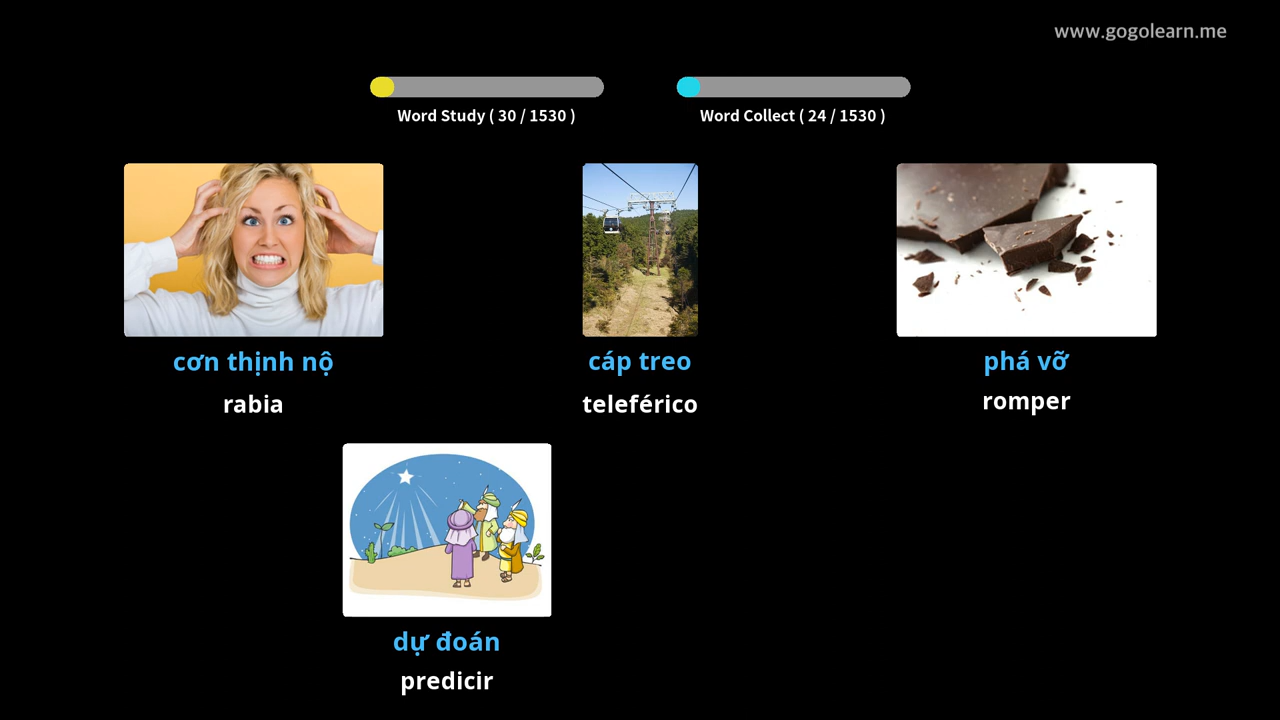 www.gogolearn.me
Word Study ( 30 / 1530 )
Word Collect ( 24 / 1530 )
cơn thịnh nộ
rabia
cáp treo
teleférico
phá vỡ
romper
dự đoán
predicir